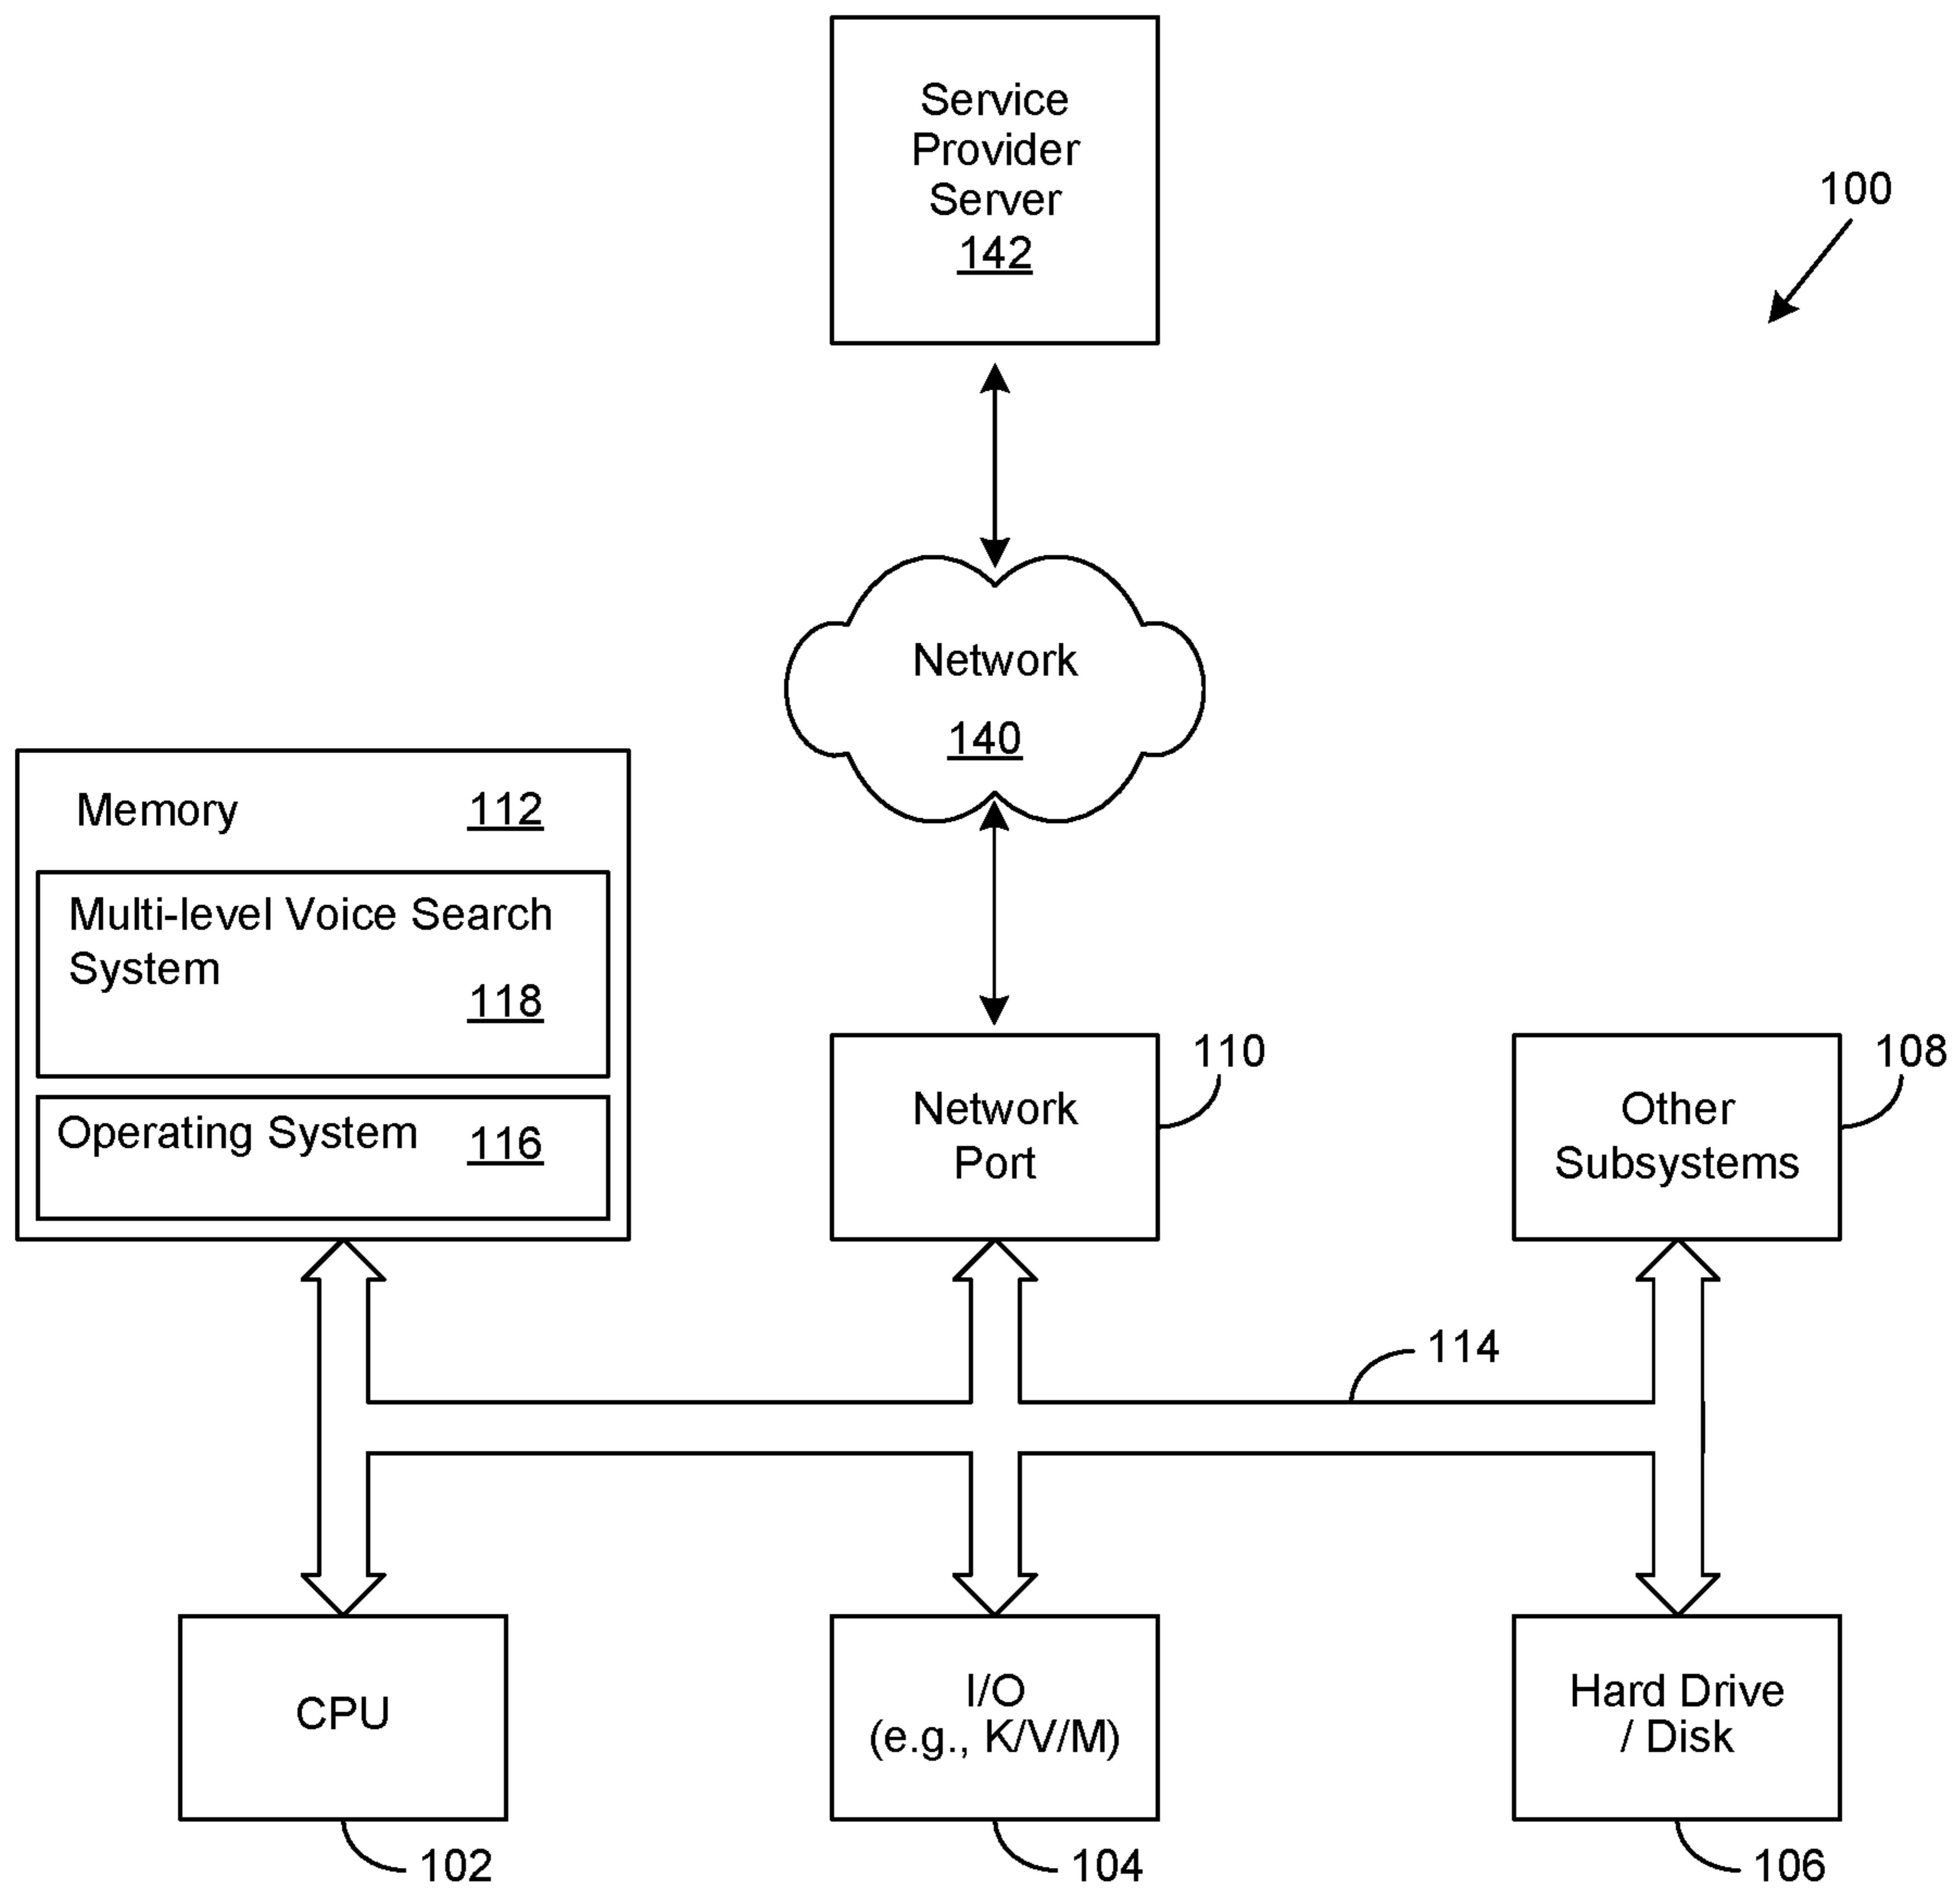 Service
Provider
Server
142
100
Network
140
Memory 112
Multi-level Voice Search
System
118
Operating System 116
110
Network
Port
108
Other
Subsystems
114
CPU
102
I/O
(e.g., K/V/M)
104
Hard Drive
/ Disk
106